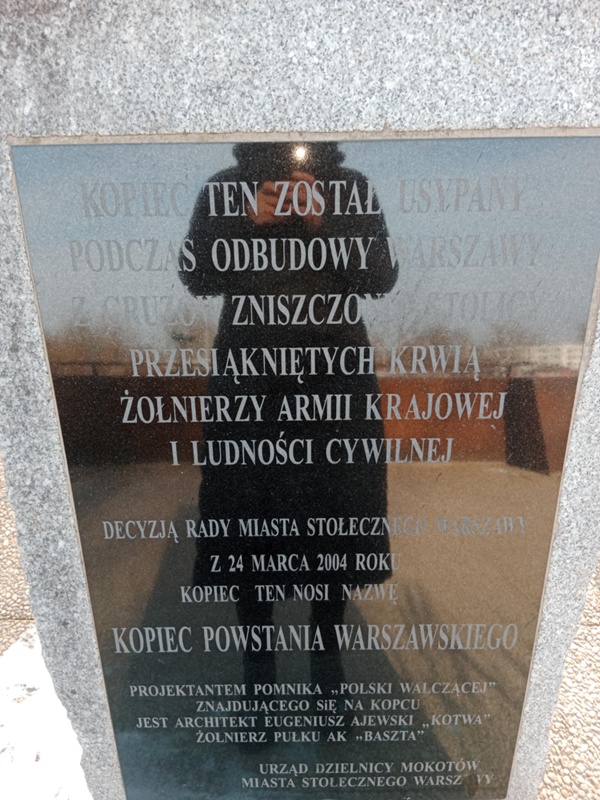 KOPIEC TEN ZOSTAŁ USYPANY
PODCZAS ODBUDOWY WARSZAWY
Z GRUZÓW ZNISZCZONEJ STOLICY
PRZESIĄKNIĘTYCH KRWIĄ
ŻOŁNIERZY ARMII KRAJOWEJ
I LUDNOŚCI CYWILNEJ
DECYZJĄ RADY MIASTA STOŁECZNEGO WARSZAWY
Z 24 MARCA 2004 ROKU
KOPIEC TEN NOSI NAZWĘ
KOPIEC POWSTANIA WARSZAWSKIEGO
PROJEKTANTEM POMNIKA „POLSKI WALCZĄCEJ"
ZNAJDUJĄCEGO SiĘ NA KOPCU
JEST ARCHITEKT EUGENIUSZ AJEWSKI „KOTWA"
ŻOŁNIERZ PUŁKU AK „BASZTA"
URZĄD DZIELNICY MOKOTÓW
MIASTA STOŁECZNEGO WARSZAWY